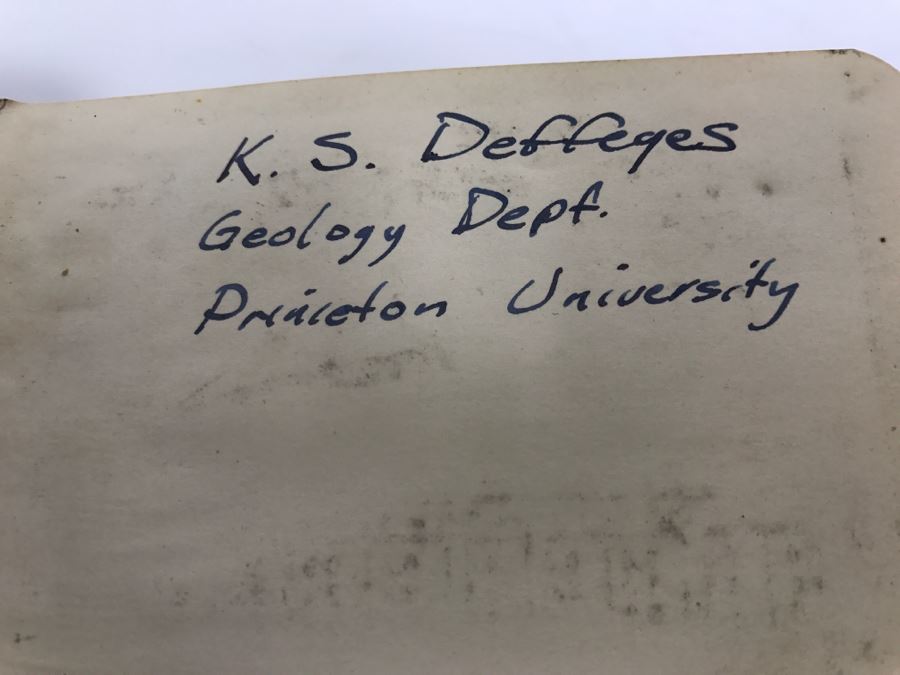 K. S. Deffeyes
Geology Dept.
Princeton University